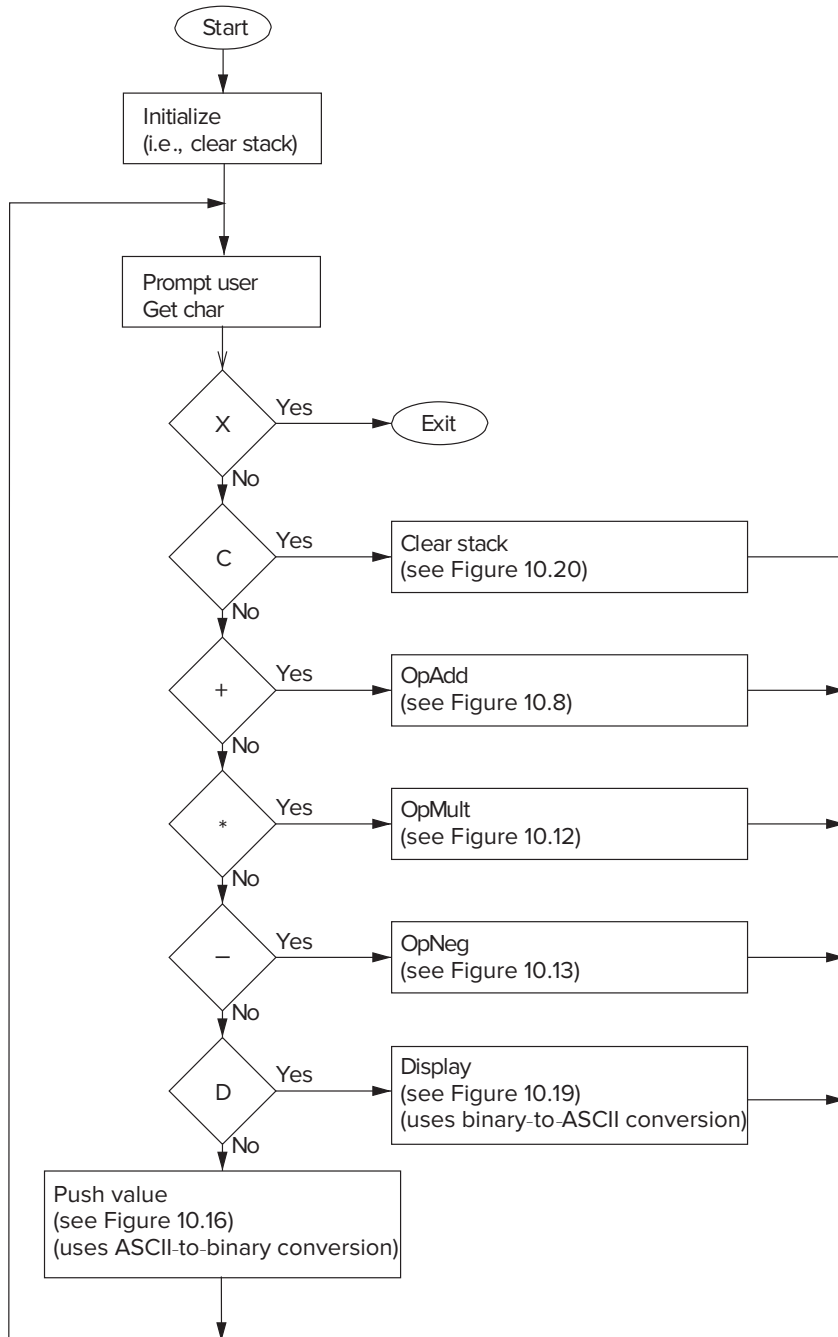 Start
Initialize
(i.e., clear stack)
Prompt user
Get char
X
Yes
Exit
No
C
Yes
Clear stack
(see Figure 10.20)
No
+
Yes
OpAdd
(see Figure 10.8)
No
*
Yes
OpMult
(see Figure 10.12)
No
−
Yes
OpNeg
(see Figure 10.13)
No
D
Yes
Display
(see Figure 10.19)
(uses binary-to-ASCII conversion)
No
Push value
(see Figure 10.16)
(uses ASCII-to-binary conversion)